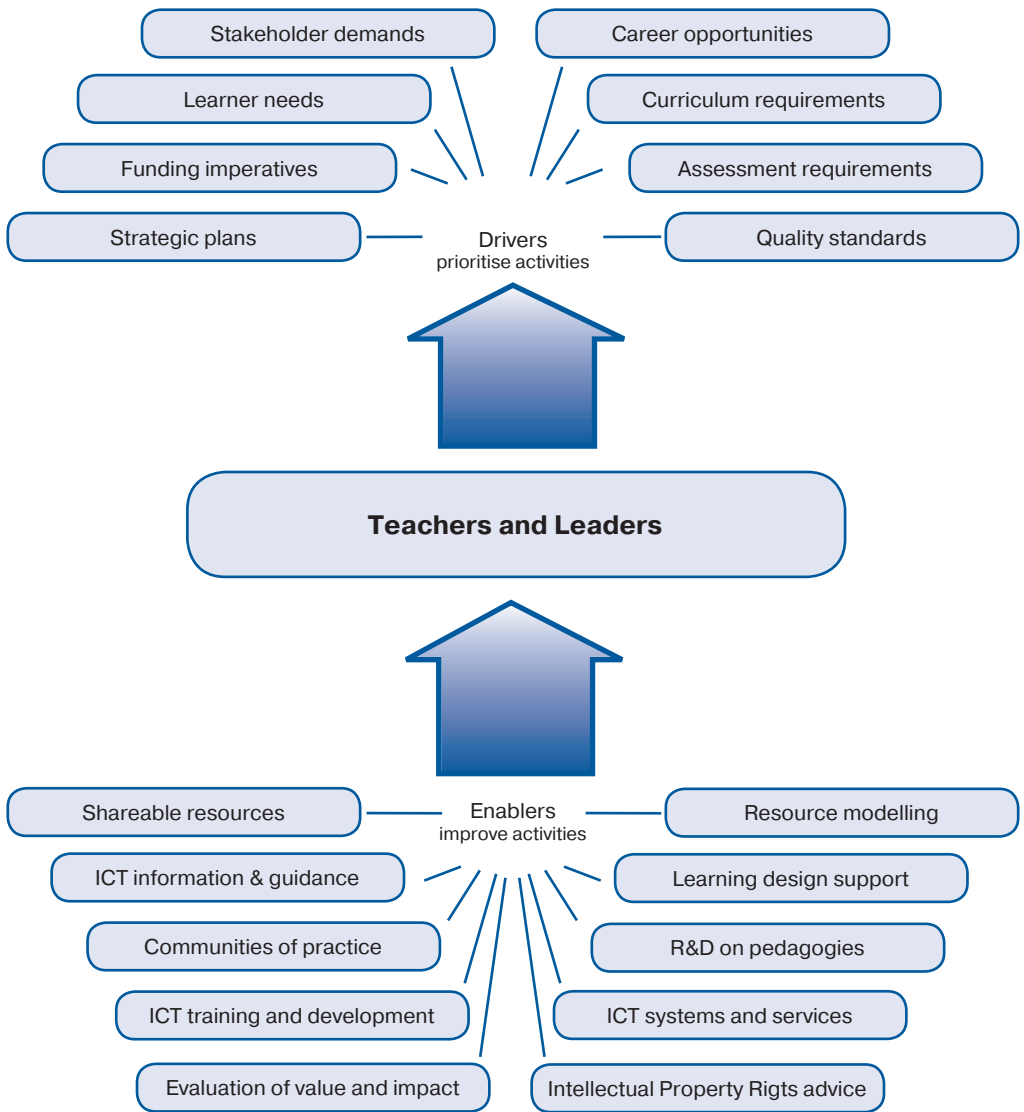 Stakeholder demands
Career opportunities
Learner needs
Curriculum requirements
Funding imperatives
Assessment requirements
Strategic plans
Drivers
prioritise activities
Quality standards
Teachers and Leaders
Shareable resources
Enablers
improve activities
Resource modelling
ICT information & guidance
Learning design support
Communities of practice
R&D on pedagogies
ICT training and development
ICT systems and services
Evaluation of value and impact
Intellectual Property Rigts advice